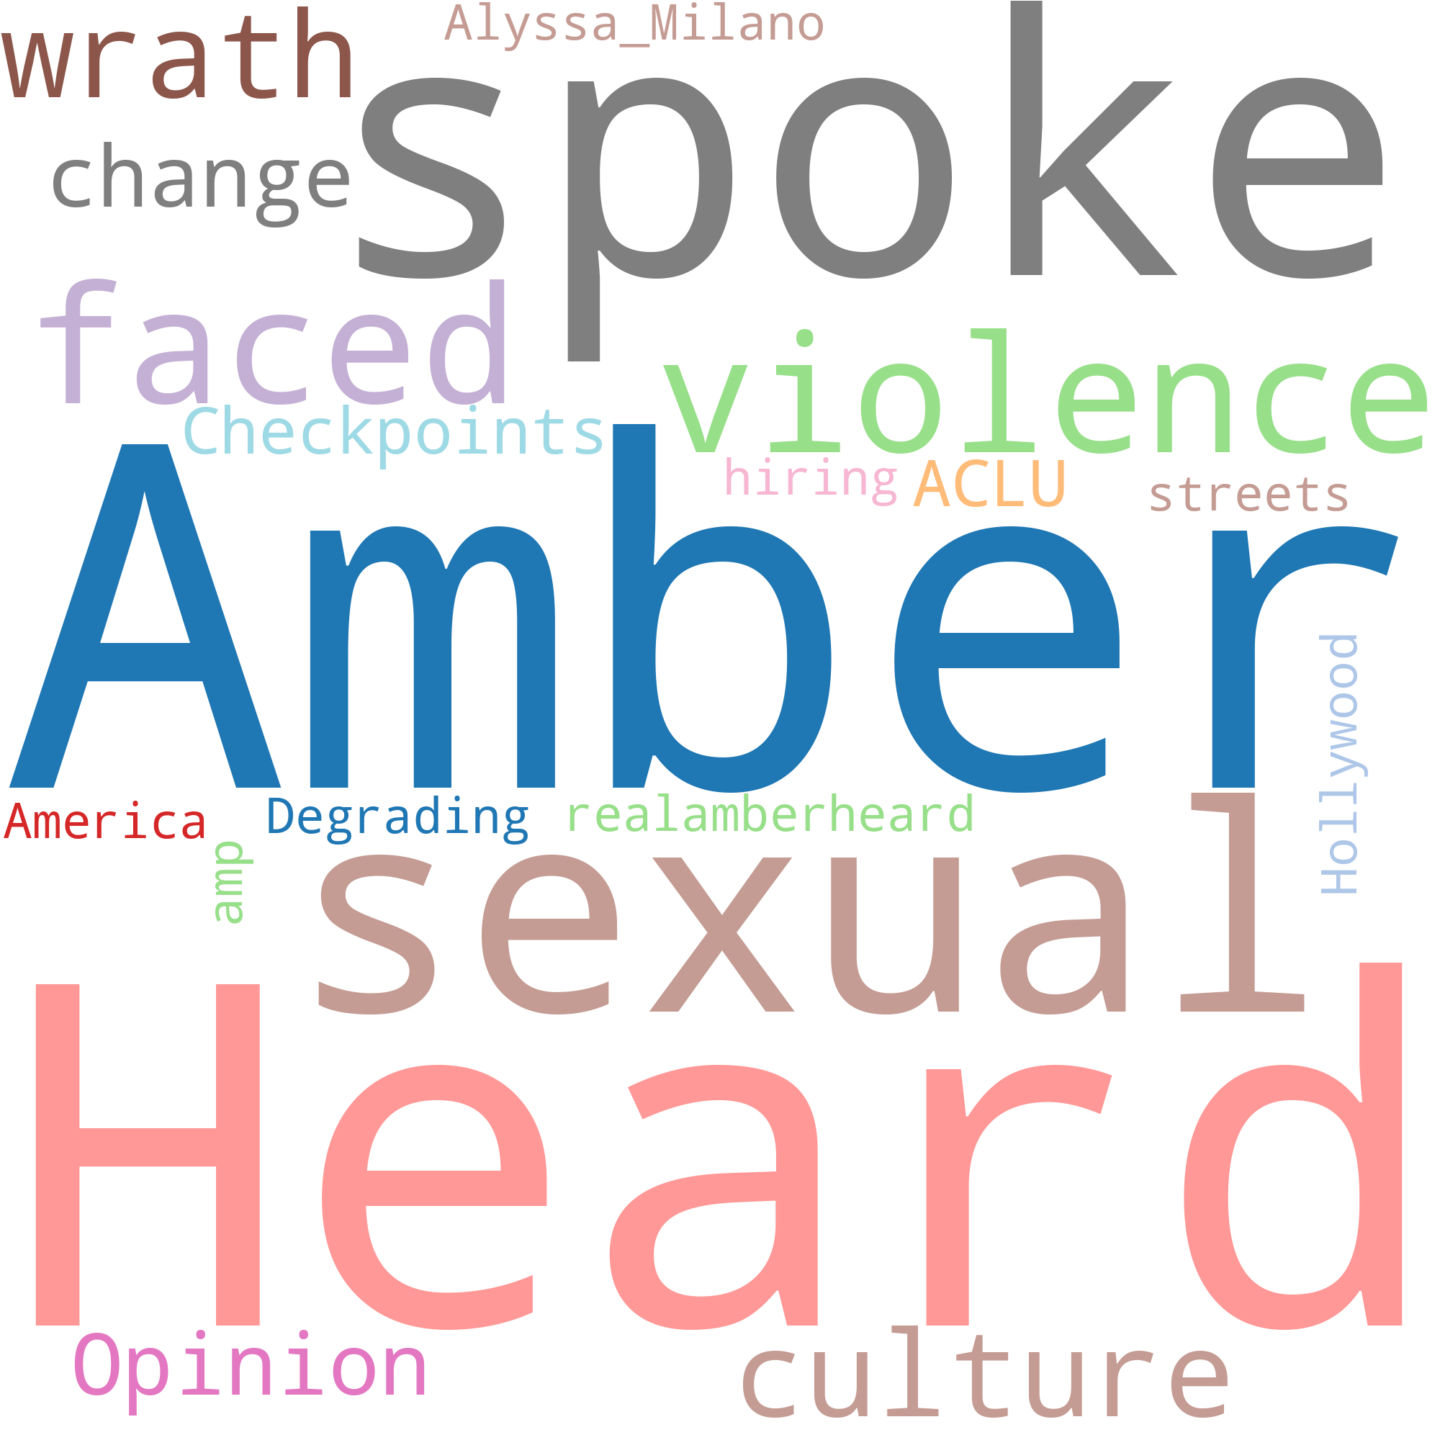 Alyssa_Milano
wrath
spoke
change
faced
violence
Checkpoints
hiring
ACLU
streets
Amber
Hollywood
America
Degrading
realamberheard
amp
sexual
Heard
Opinion
culture